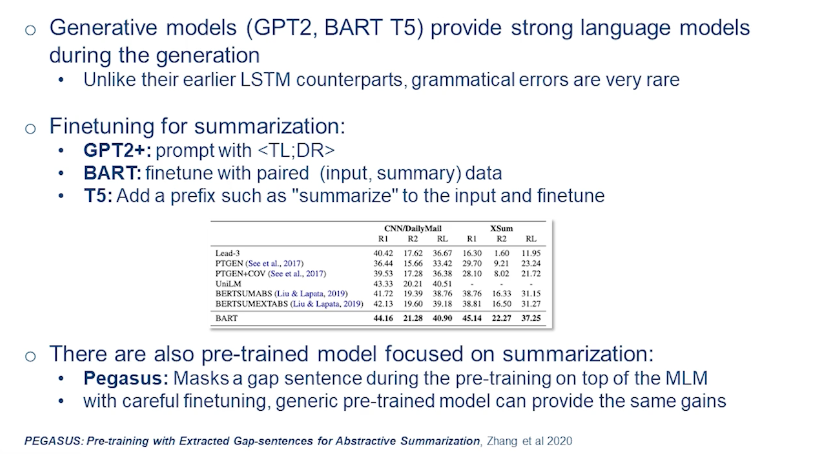 o Generative models (GPT2, BART T5) provide strong language models
during the generation
• Unlike their earlier LSTM counterparts, grammatical errors are very rare
o Finetuning for summarization:
• GPT2+: prompt with <TL;DR>
• BART: finetune with paired (input, summary) data
• T5: Add a prefix such as "summarize" to the input and finetune
CNN/DailyMail XSum
R1 R2 RL R1 R2 RL
Lead-3 40.42 17.62 36.67 16.30 1.60 11.95
PTGEN (See et al., 2017) 36.44 15.66 33.42 29.70 9.21 23.24
PTGEN+COV (See et al., 2017) 39.53 17.28 36.38 28.10 8.02 21.72
UniLM 43.33 20.21 40.51 - - -
BERTSUMABS (Liu & Lapata, 2019) 41.72 19.39 38.76 38.76 16.33 31.15
BERTSUMEXTABS (Liu & Lapata, 2019) 42.13 19.60 39.18 38.81 16.50 31.27
BART 44.16 21.28 40.90 45.14 22.27 37.25
o There are also pre-trained model focused on summarization:
• Pegasus: Masks a gap sentence during the pre-training on top of the MLM
• with careful finetuning, generic pre-trained model can provide the same gains
PEGASUS: Pre-training with Extracted Gap-sentences for Abstractive Summarization, Zhang et al 2020